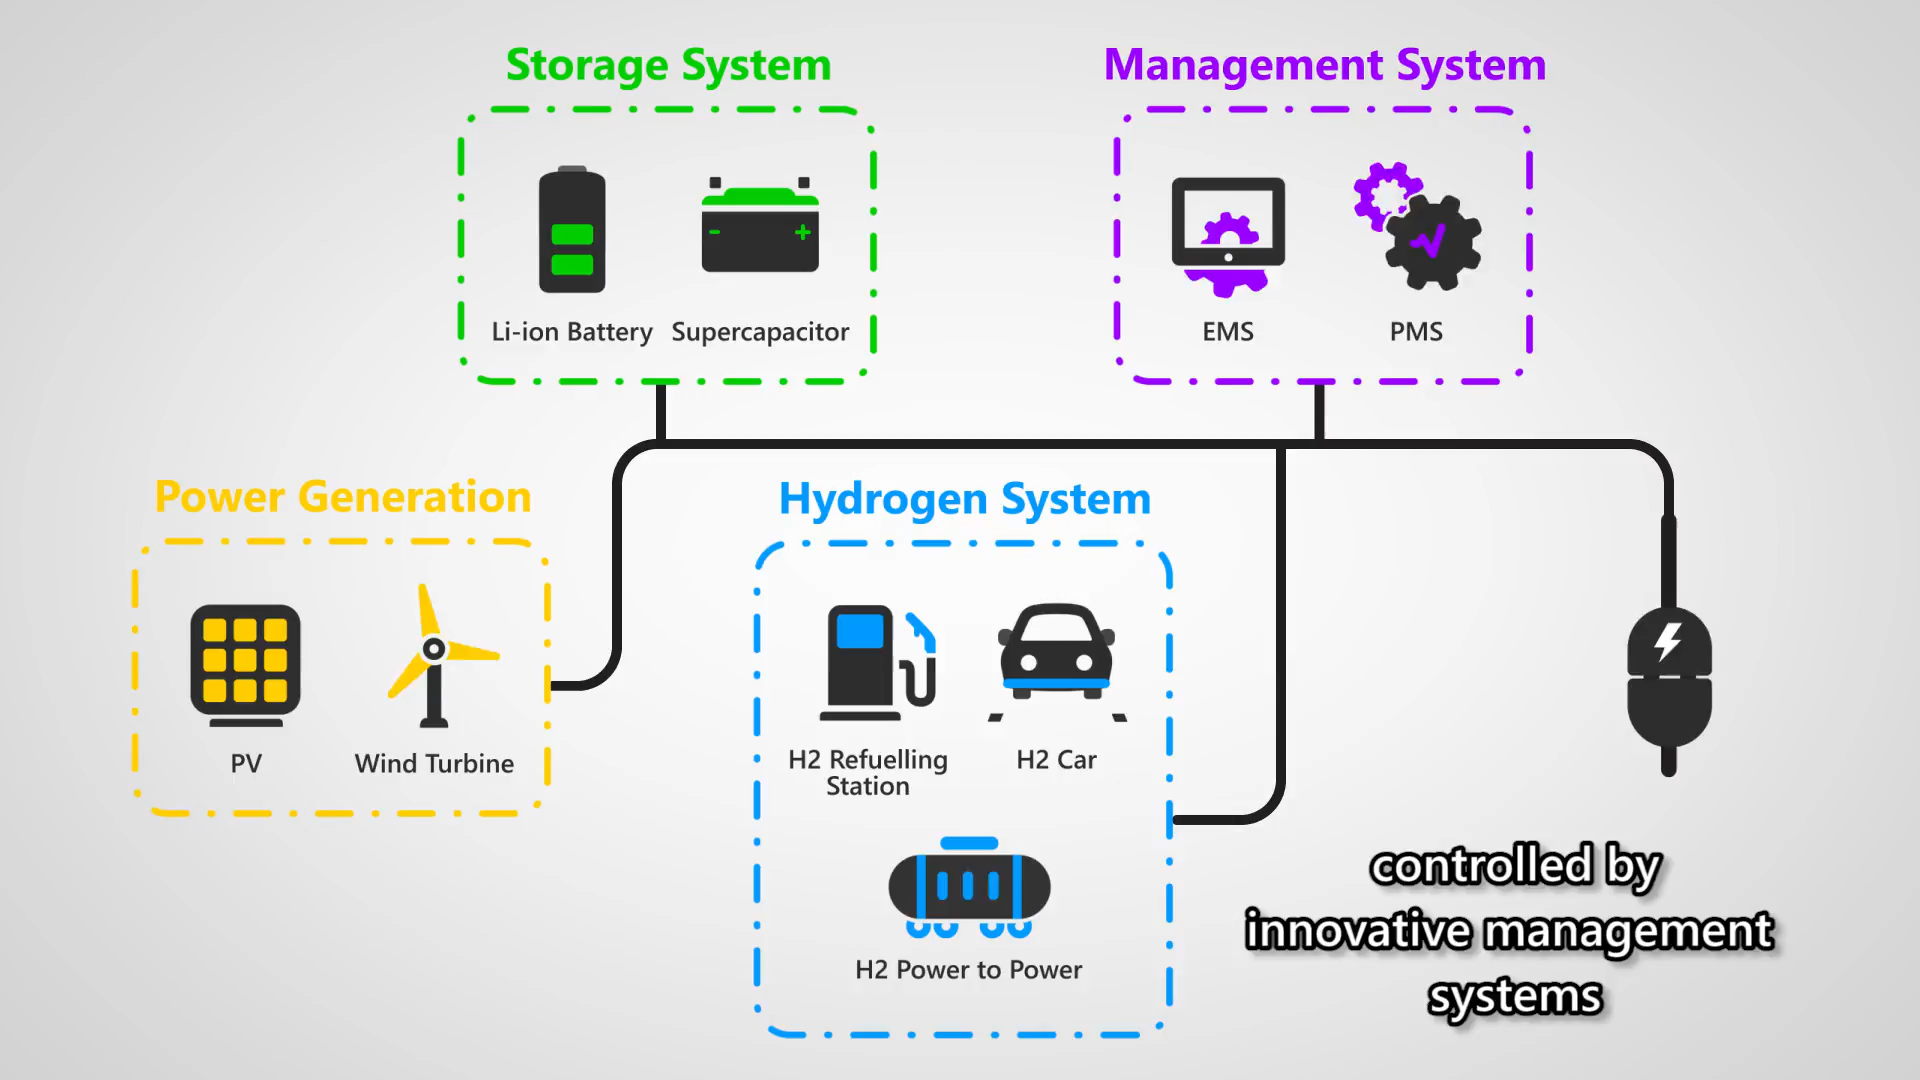 Storage System
Management System
Li-ion Battery
Supercapacitor
EMS
PMS
Power Generation
Hydrogen System
PV
Wind Turbine
H2 Refuelling
Station
H2 Car
H2 Power to Power
controlled by
innovative management
systems